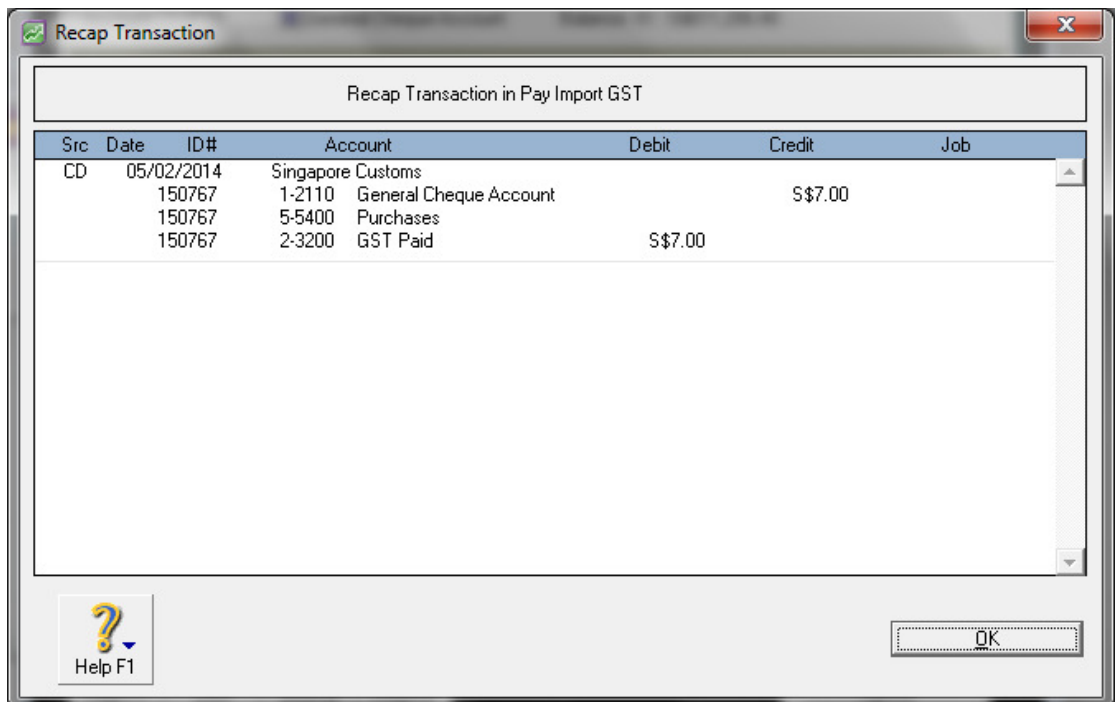 Recap Transaction
X
Recap Transaction in Pay Import GST
Src Date ID# Account Debit Credit Job
CD 05/02/2014 Singapore Customs
150767 1-2110 General Cheque Account S$7.00
150767 5-5400 Purchases
150767 2-3200 GST Paid S$7.00
Help F1
OK